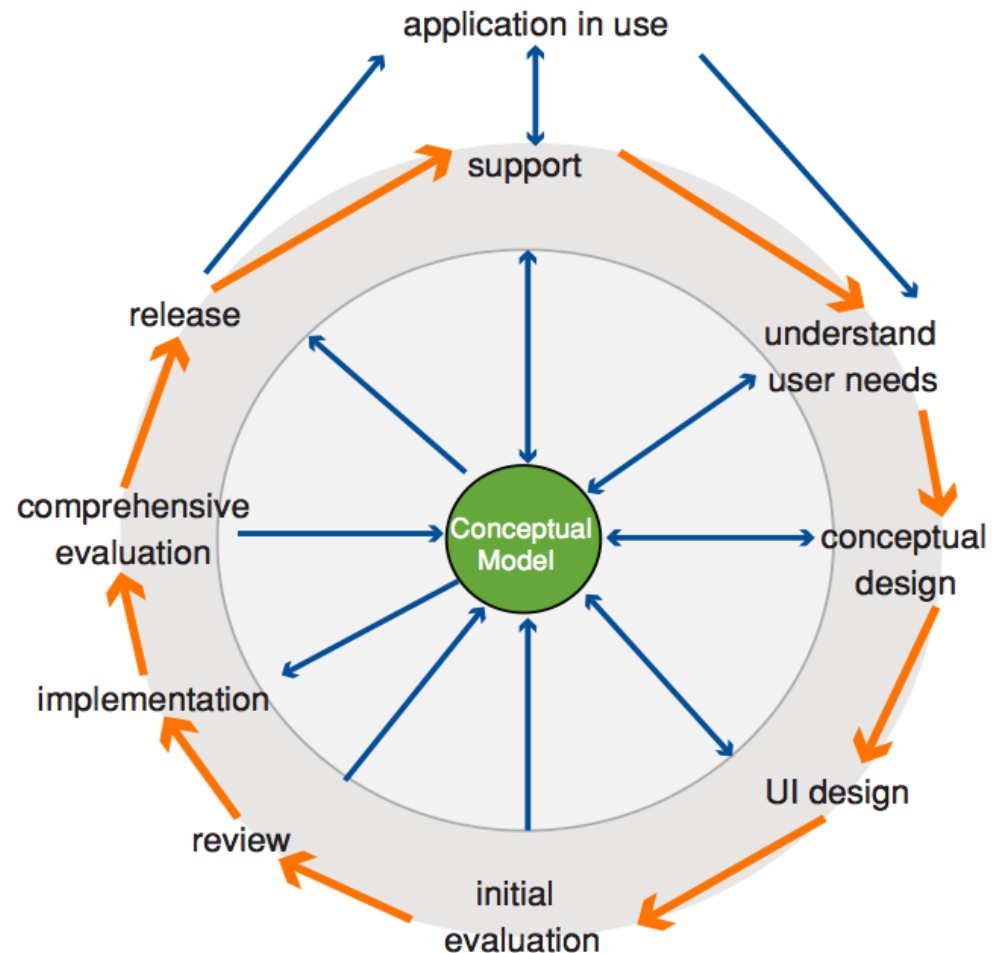 application in use
support
release
understand
user needs
comprehensive
evaluation
Conceptual
Model
conceptual
design
implementation
UI design
review
initial
evaluation